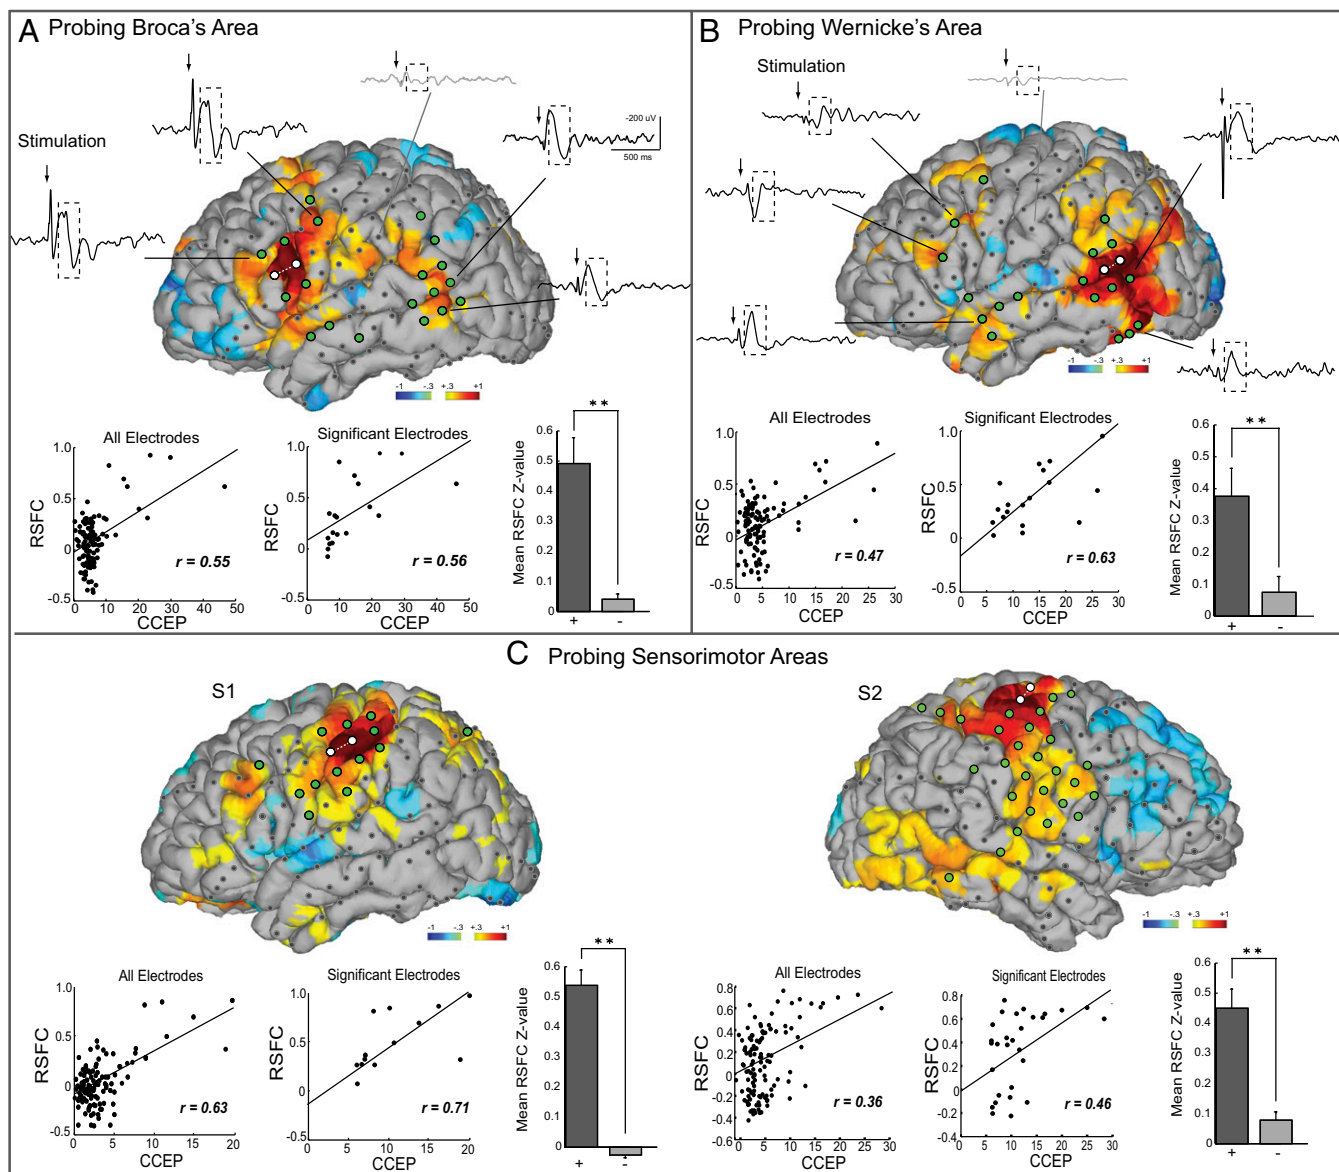 A Probing Broca's Area
Stimulation
-200 uV
500 ms
-1 -.3 +.3 +1
All Electrodes
1.0
0.5
0
-0.5
RSFC
r = 0.55
0 10 20 30 40 50
CCEP
Significant Electrodes
1.0
0.5
0
-0.5
RSFC
r = 0.56
0 10 20 30 40 50
CCEP
**
0.6
0.5
0.4
0.3
0.2
0.1
0
Mean RSFC Z-value
+ -
B Probing Wernicke's Area
Stimulation
-1 -.3 +.3 +1
All Electrodes
1.0
0.5
0
-0.5
RSFC
r = 0.47
0 5 10 15 20 25 30
CCEP
Significant Electrodes
1.0
0.5
0
-0.5
RSFC
r = 0.63
0 10 20 30
CCEP
**
0.6
0.5
0.4
0.3
0.2
0.1
0
Mean RSFC Z-value
+ -
C Probing Sensorimotor Areas
S1
-1 -.3 +.3 +1
All Electrodes
1.0
0.5
0
-0.5
RSFC
r = 0.63
0 5 10 15 20
CCEP
Significant Electrodes
1.0
0.5
0
-0.5
RSFC
r = 0.71
0 5 10 15 20
CCEP
**
0.6
0.5
0.4
0.3
0.2
0.1
0
Mean RSFC Z-value
+ -
S2
-1 -.3 +.3 +1
All Electrodes
0.8
0.6
0.4
0.2
0
-0.2
-0.4
-0.6
RSFC
r = 0.36
0 5 10 15 20 25 30
CCEP
Significant Electrodes
0.8
0.6
0.4
0.2
0
-0.2
-0.4
RSFC
r = 0.46
0 10 20 30
CCEP
**
0.6
0.5
0.4
0.3
0.2
0.1
0
Mean RSFC Z-value
+ -